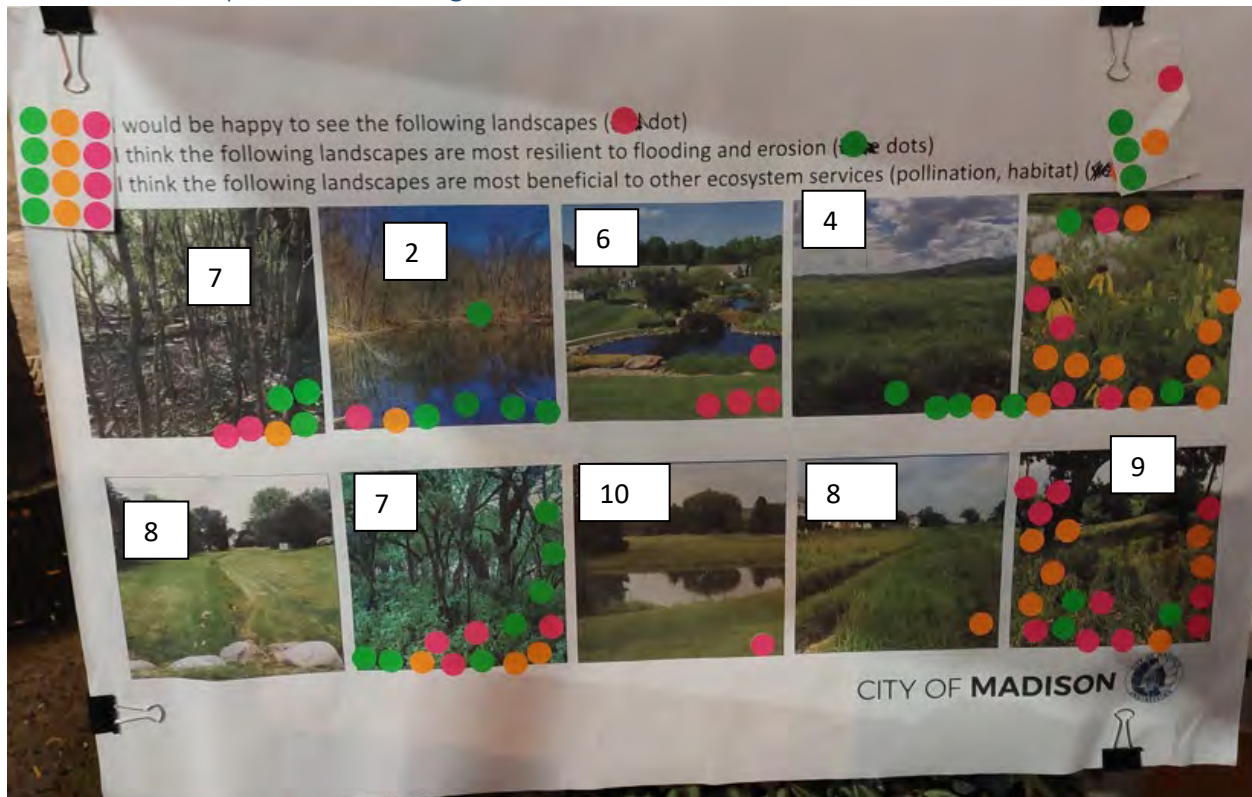 would be happy to see the following landscapes ( dot)
I think the following landscapes are most resilient to flooding and erosion ( dots)
I think the following landscapes are most beneficial to other ecosystem services (pollination, habitat) (
7
2
6
4
8
7
10
8
9
CITY OF MADISON